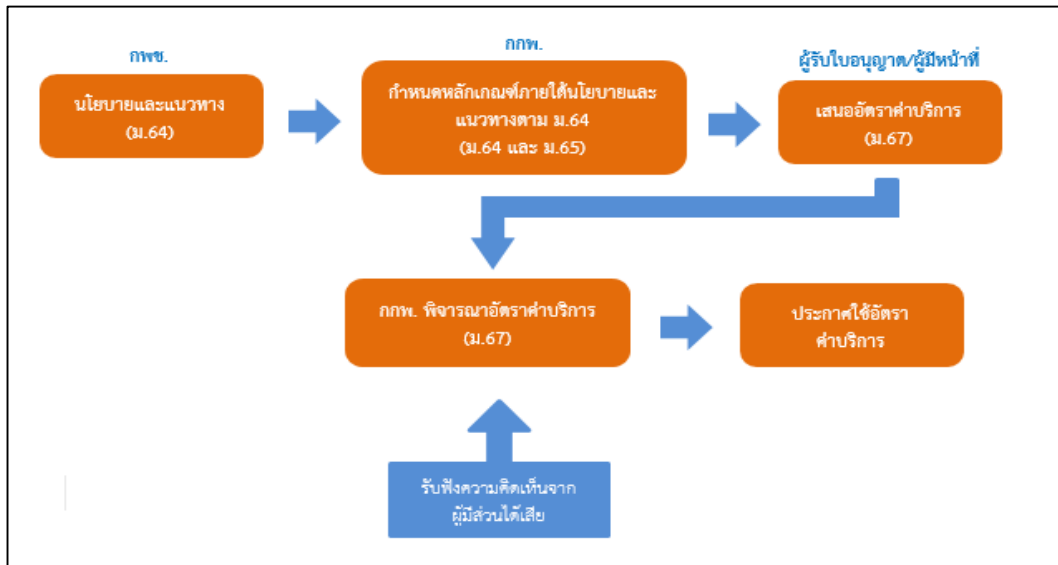 กพช.
นโยบายและแนวทาง
(ม.64)
กกพ.
กำหนดหลักเกณฑ์ภายใต้นโยบายและ
แนวทางตาม ม.64
(ม.64 และ ม.65)
ผู้รับใบอนุญาต/ผู้มีหน้าที่
เสนออัตราค่าบริการ
(ม.67)
กกพ. พิจารณาอัตราค่าบริการ
(ม.67)
ประกาศใช้อัตรา
ค่าบริการ
รับฟังความคิดเห็นจาก
ผู้มีส่วนได้เสีย